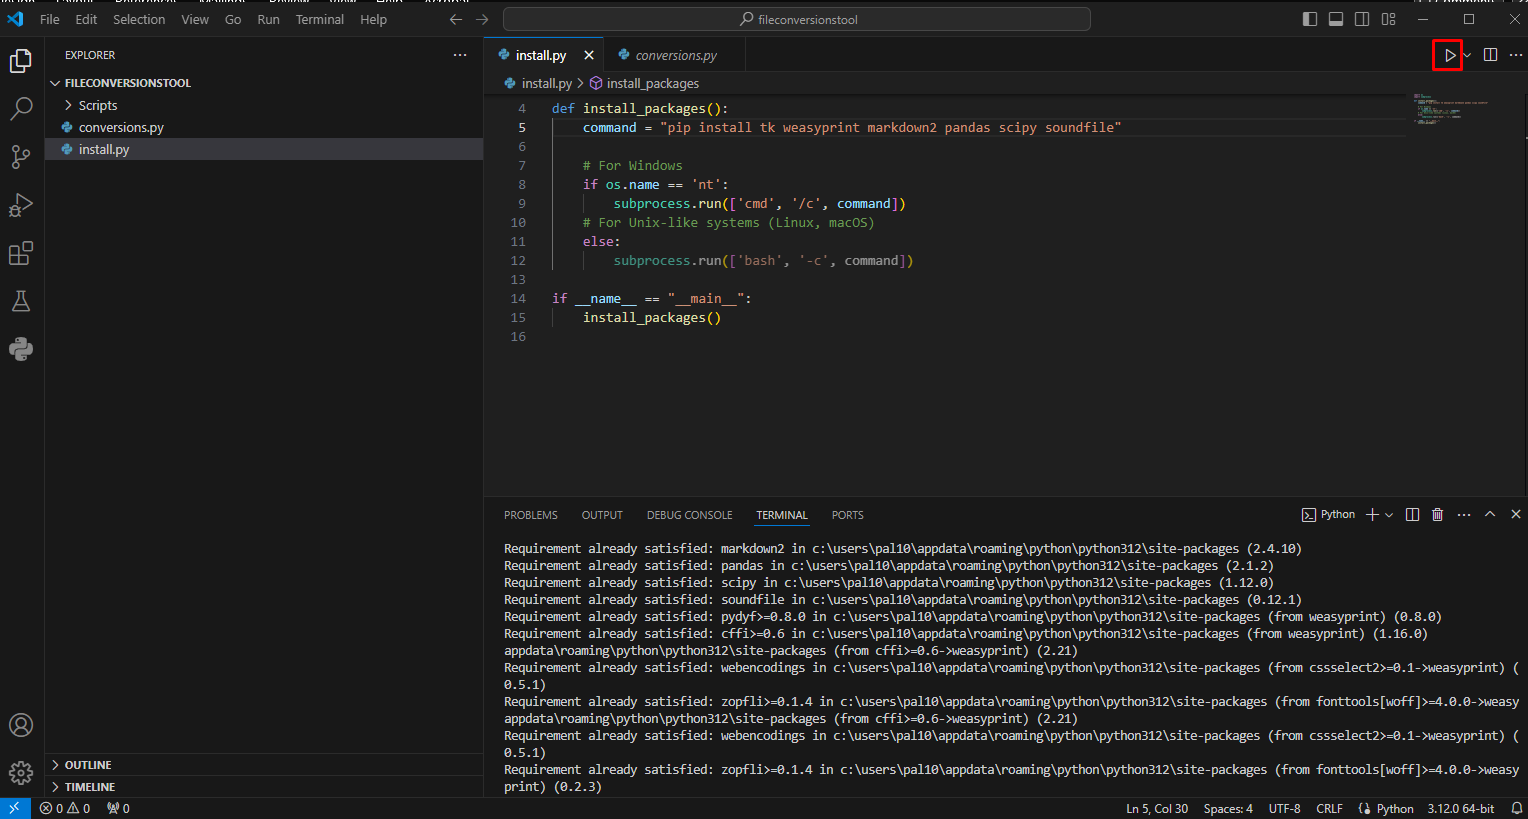 File Edit Selection View Go Run Terminal Help
fileconversionstool
EXPLORER
FILECONVERSIONSTOOL
Scripts
conversions.py
install.py
OUTLINE
TIMELINE
install.py
conversions.py
install.py > install_packages
4 def install_packages():
5 command = "pip install tk weasyprint markdown2 pandas scipy soundfile"
6
7 # For Windows
8 if os.name == 'nt':
9 subprocess.run(['cmd', '/c', command])
10 # For Unix-like systems (Linux, macOS)
11 else:
12 subprocess.run(['bash', '-c', command])
13
14 if __name__ == "__main__":
15 install_packages()
16
PROBLEMS OUTPUT DEBUG CONSOLE TERMINAL PORTS
Python
Requirement already satisfied: markdown2 in c:\users\pal10\appdata\roaming\python\python312\site-packages (2.4.10)
Requirement already satisfied: pandas in c:\users\pal10\appdata\roaming\python\python312\site-packages (2.1.2)
Requirement already satisfied: scipy in c:\users\pal10\appdata\roaming\python\python312\site-packages (1.12.0)
Requirement already satisfied: soundfile in c:\users\pal10\appdata\roaming\python\python312\site-packages (0.12.1)
Requirement already satisfied: pydyf>=0.8.0 in c:\users\pal10\appdata\roaming\python\python312\site-packages (from weasyprint) (0.8.0)
Requirement already satisfied: cffi>=0.6 in c:\users\pal10\appdata\roaming\python\python312\site-packages (from weasyprint) (1.16.0)
appdata\roaming\python\python312\site-packages (from cffi>=0.6->weasyprint) (2.21)
Requirement already satisfied: webencodings in c:\users\pal10\appdata\roaming\python\python312\site-packages (from cssselect2>=0.1->weasyprint) (
0.5.1)
Requirement already satisfied: zopfli>=0.1.4 in c:\users\pal10\appdata\roaming\python\python312\site-packages (from fonttools[woff]>=4.0.0->weasy
appdata\roaming\python\python312\site-packages (from cffi>=0.6->weasyprint) (2.21)
Requirement already satisfied: webencodings in c:\users\pal10\appdata\roaming\python\python312\site-packages (from cssselect2>=0.1->weasyprint) (
0.5.1)
Requirement already satisfied: zopfli>=0.1.4 in c:\users\pal10\appdata\roaming\python\python312\site-packages (from fonttools[woff]>=4.0.0->weasy
print) (0.2.3)
0 0 0
Ln 5, Col 30 Spaces: 4 UTF-8 CRLF Python 3.12.0 64-bit